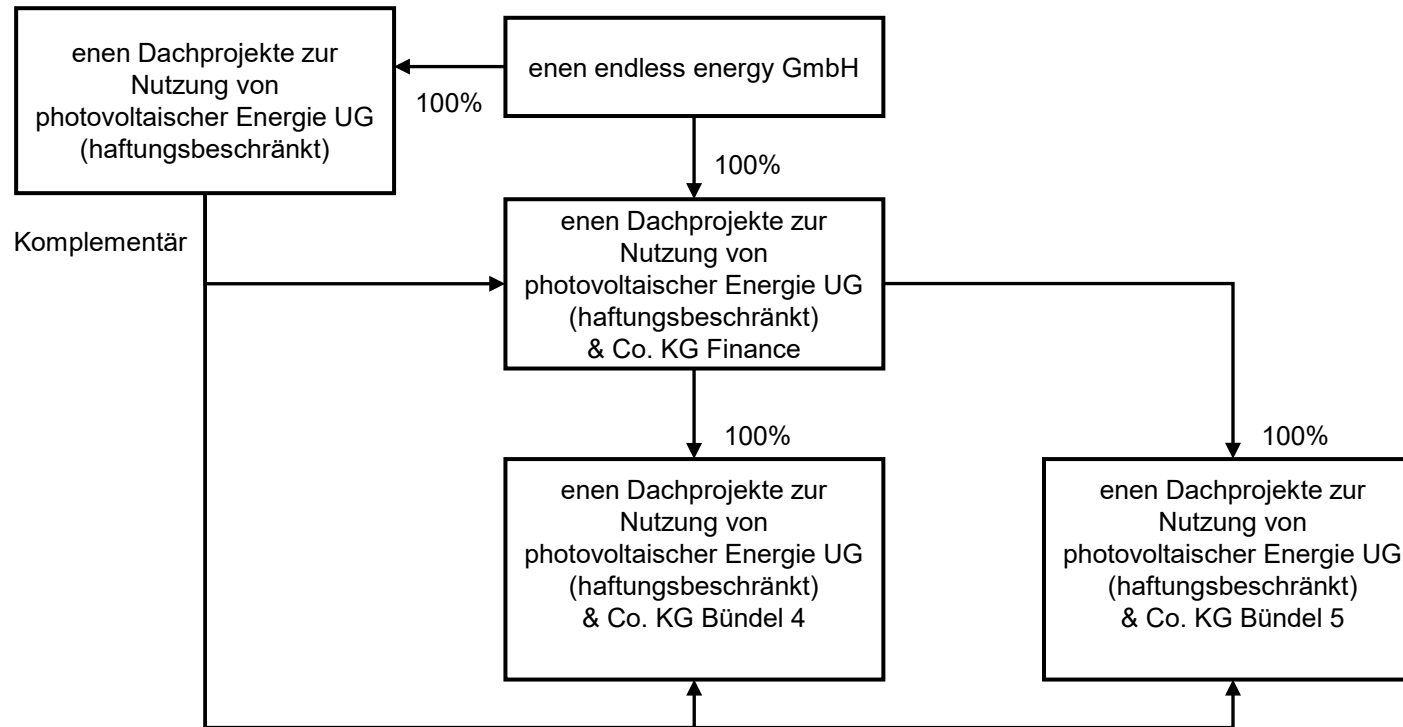 enen Dachprojekte zur
Nutzung von
photovoltaischer Energie UG
(haftungsbeschränkt)
enen endless energy GmbH
100%
100%
Komplementär
enen Dachprojekte zur
Nutzung von
photovoltaischer Energie UG
(haftungsbeschränkt)
& Co. KG Finance
100%
100%
enen Dachprojekte zur
Nutzung von
photovoltaischer Energie UG
(haftungsbeschränkt)
& Co. KG Bündel 4
enen Dachprojekte zur
Nutzung von
photovoltaischer Energie UG
(haftungsbeschränkt)
& Co. KG Bündel 5